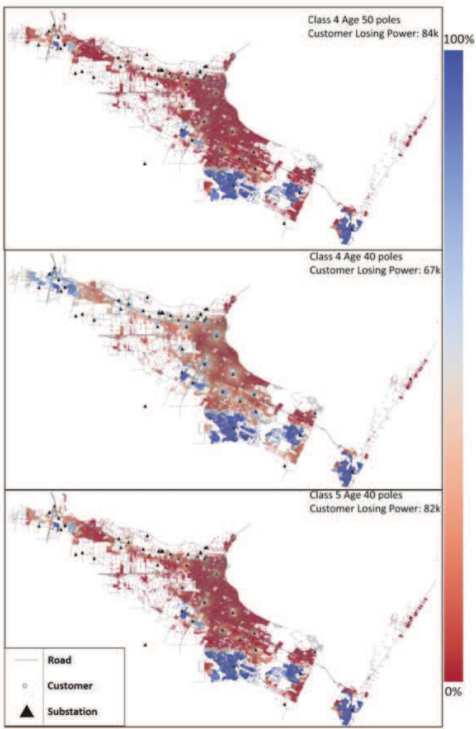 Class 4 Age 50 poles
Customer Losing Power: 84k
100%
Class 4 Age 40 poles
Customer Losing Power: 67k
Class 5 Age 40 poles
Customer Losing Power: 82k
Road
Customer
Substation
0%